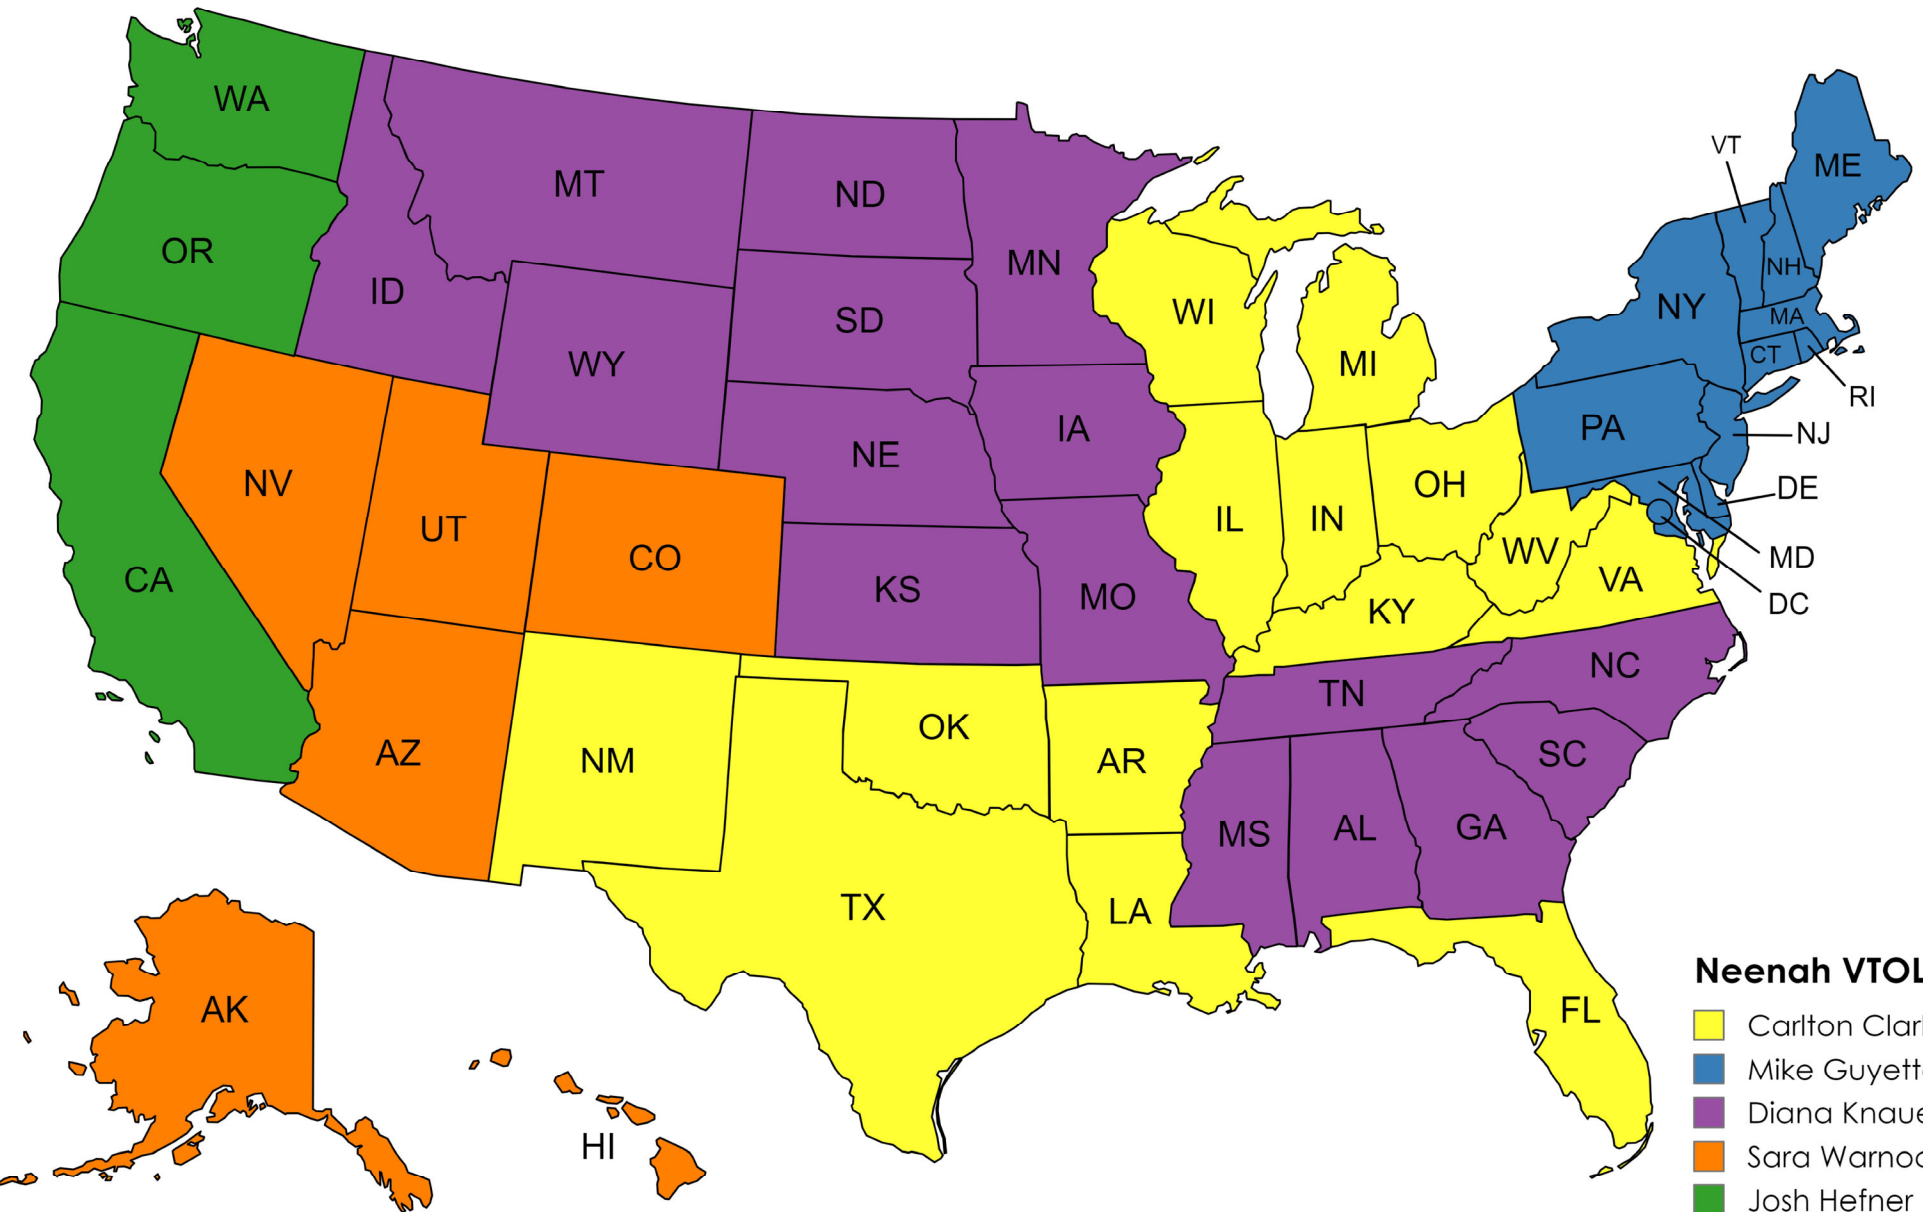 WA
MT
ND
MN
VT
ME
OR
ID
SD
WI
NY
NH
MA
WY
MI
CT
RI
NE
IA
PA
NJ
NV
UT
CO
KS
MO
IL
IN
OH
WV
VA
DE
MD
DC
CA
KY
AZ
NM
OK
AR
TN
NC
SC
MS
AL
GA
TX
LA
FL
AK
HI
Neenah VTOL
Carlton Clar
Mike Guyett
Diana Knaue
Sara Warno
Josh Hefner